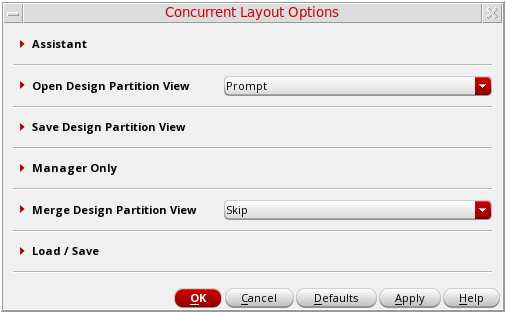 Concurrent Layout Options
Assistant
Open Design Partition View Prompt
Save Design Partition View
Manager Only
Merge Design Partition View Skip
Load / Save
OK Cancel Defaults Apply Help